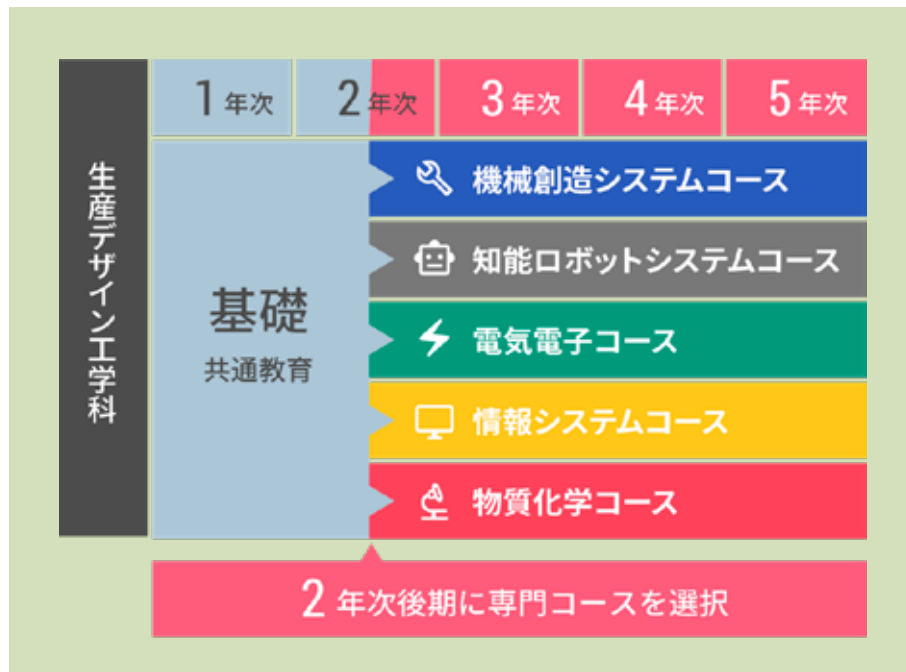 生産デザイン工学科
1年次 2年次 3年次 4年次 5年次
基礎
共通教育
機械創造システムコース
知能ロボットシステムコース
電気電子コース
情報システムコース
物質化学コース
2年次後期に専門コースを選択